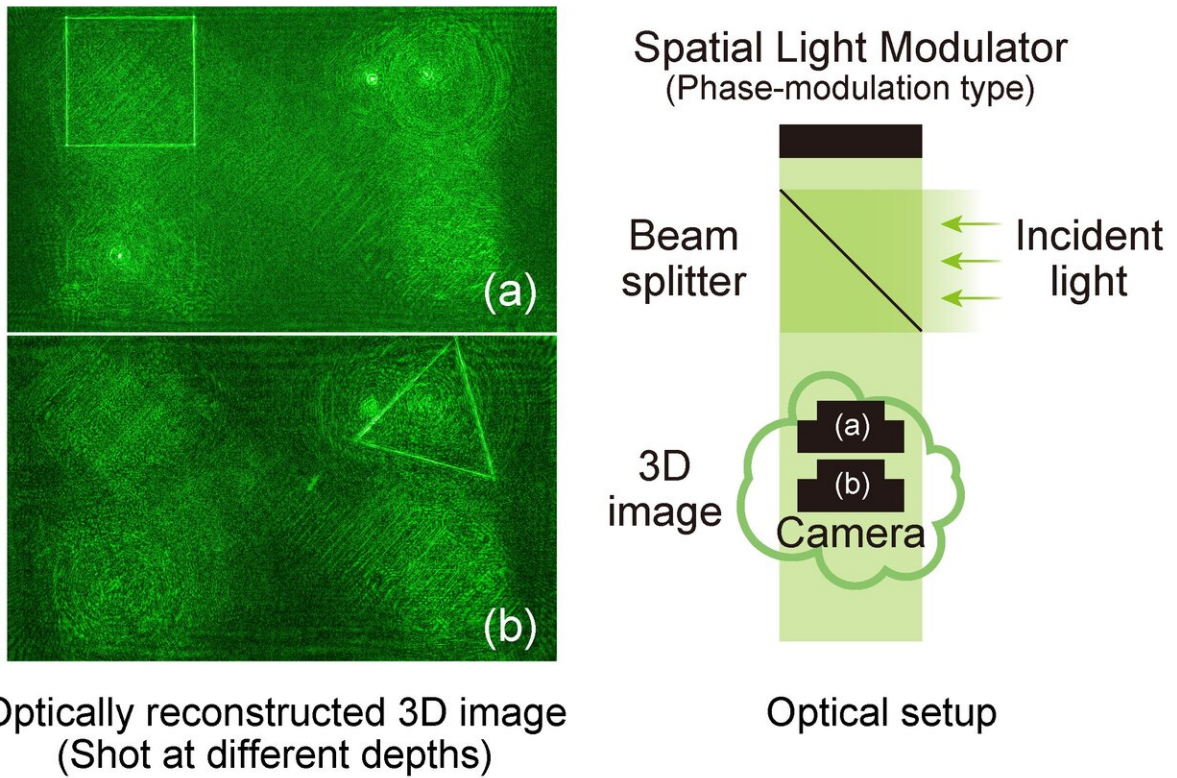 (a)
(b)
Optically reconstructed 3D image
(Shot at different depths)
Spatial Light Modulator
(Phase-modulation type)
Beam
splitter
Incident
light
3D
image
(a)
(b)
Camera
Optical setup